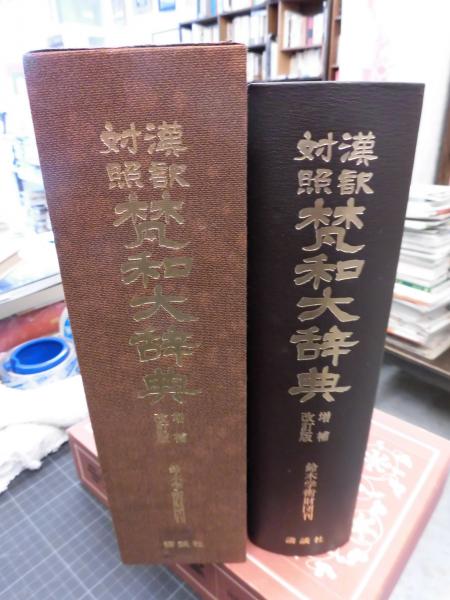 漢訳
対照
梵和大辞典
増補
改訂版
鈴木学術財団刊
講談社
漢訳
対照
梵和大辞典
増補
改訂版
鈴木学術財団刊
講談社